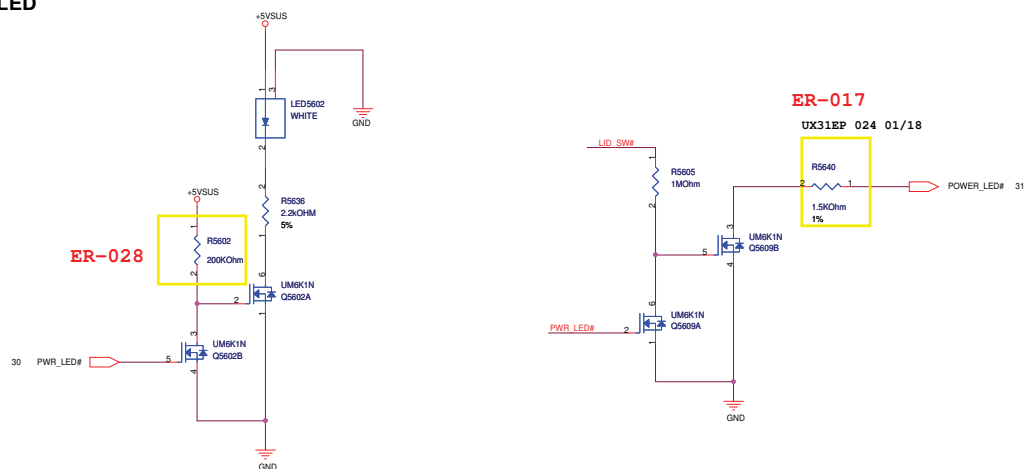 LED
+5VSUS
1
3
LED5602
WHITE
GND
2
2
R5636
2.2kOHM
5%
1
+5VSUS
1
R5602
200KOhm
2
ER-028
6
UM6K1N
Q5602A
2
1
3
UM6K1N
Q5602B
30 PWR_LED# 5
4
GND
ER-017
UX31EP 024 01/18
LID_SW#
1
R5605
1MOhm
2
R5640
2 1
1.5KOhm
1%
POWER_LED# 31
3
UM6K1N
Q5609B
5
4
6
UM6K1N
Q5609A
PWR_LED# 2
1
GND